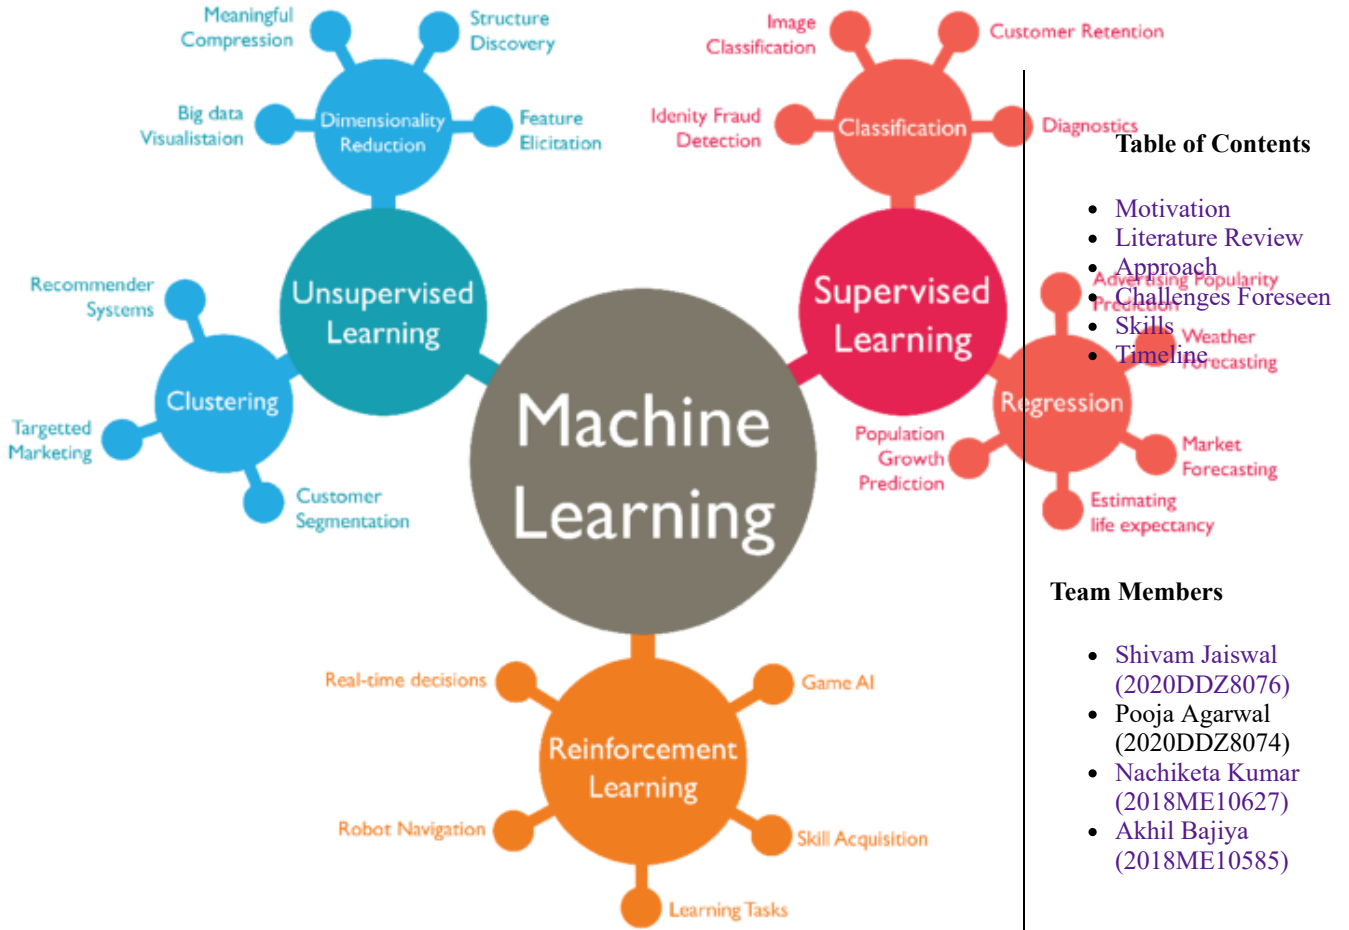 Meaningful
Compression
Structure
Discovery
Big data
Visualistaion
Dimensionality
Reduction
Feature
Elicitation
Image
Classification
Customer Retention
Idenity Fraud
Detection
Classification
Diagnostics
Unsupervised
Learning
Supervised
Learning
Recommender
Systems
Clustering
Targetted
Marketing
Customer
Segmentation
Machine
Learning
Advertising Popularity
Prediction
Weather
Forecasting
Regression
Population
Growth
Prediction
Market
Forecasting
Estimating
life expectancy
Real-time decisions
Game AI
Reinforcement
Learning
Robot Navigation
Skill Acquisition
Learning Tasks
Table of Contents
Motivation
Literature Review
Approach
Challenges Foreseen
Skills
Timeline
Team Members
Shivam Jaiswal
(2020DDZ8076)
Pooja Agarwal
(2020DDZ8074)
Nachiketa Kumar
(2018ME10627)
Akhil Bajiya
(2018ME10585)